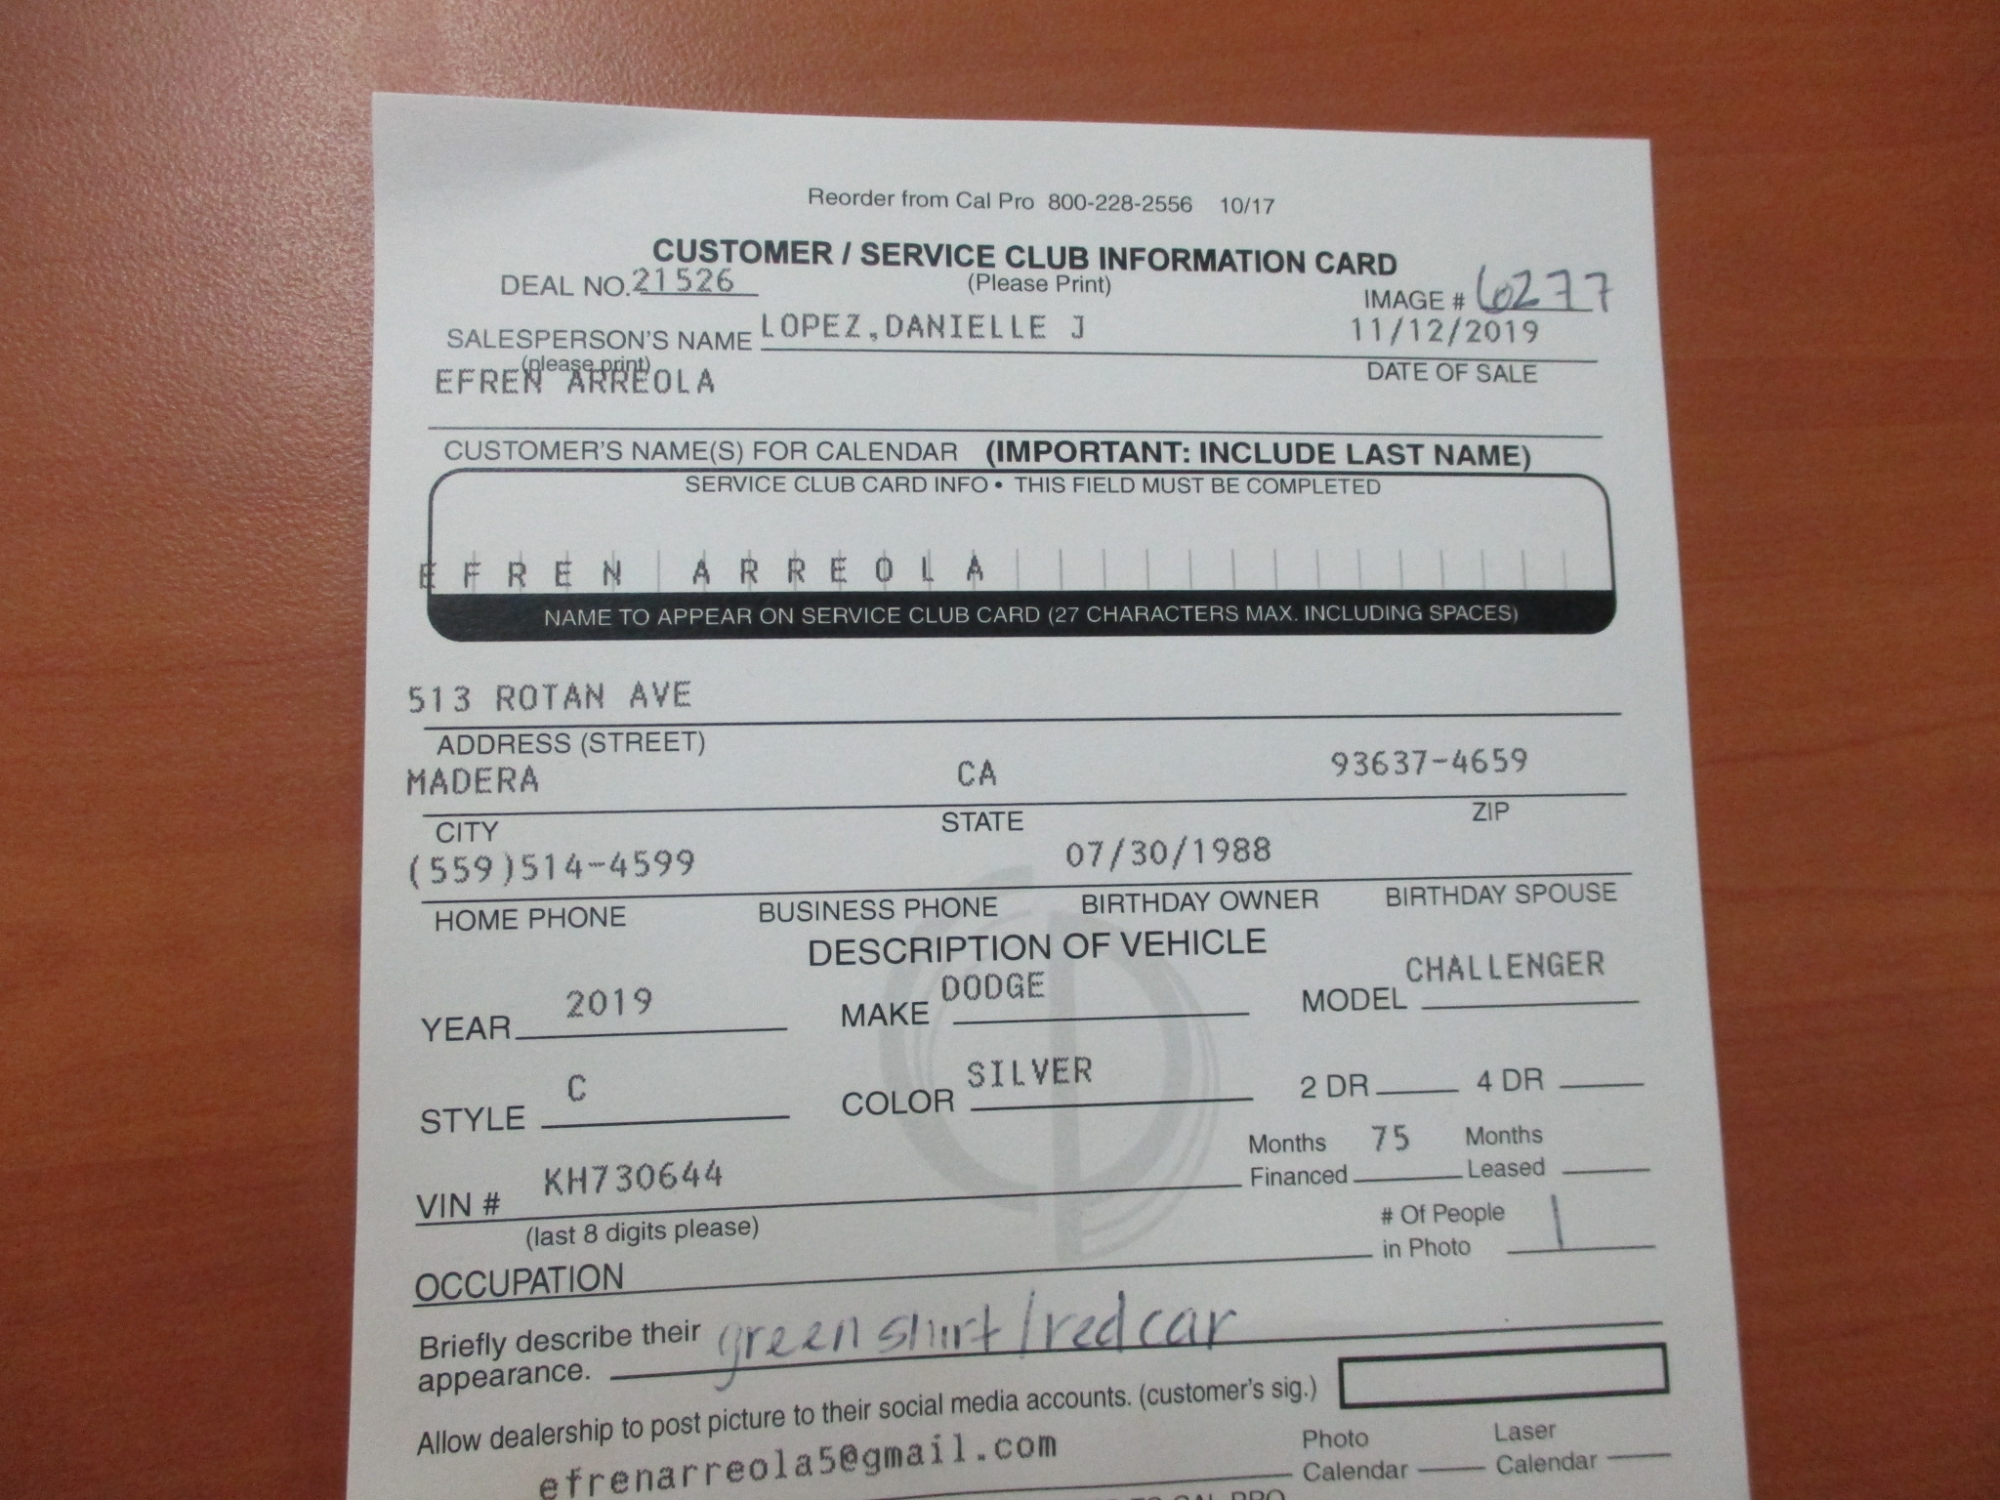 Reorder from Cal Pro 800-228-2556 10/17
CUSTOMER / SERVICE CLUB INFORMATION CARD
DEAL NO. 21526 (Please Print) IMAGE # 6277
SALESPERSON'S NAME LOPEZ,DANIELLE J 11/12/2019
(please print) DATE OF SALE
EFREN ARREOLA
CUSTOMER'S NAME(S) FOR CALENDAR (IMPORTANT: INCLUDE LAST NAME)
SERVICE CLUB CARD INFO • THIS FIELD MUST BE COMPLETED
EFREN ARREOLA
NAME TO APPEAR ON SERVICE CLUB CARD (27 CHARACTERS MAX. INCLUDING SPACES)
513 ROTAN AVE
ADDRESS (STREET)
MADERA CA 93637-4659
CITY STATE ZIP
(559)514-4599 07/30/1988
HOME PHONE BUSINESS PHONE BIRTHDAY OWNER BIRTHDAY SPOUSE
DESCRIPTION OF VEHICLE
YEAR 2019 MAKE DODGE MODEL CHALLENGER
STYLE C COLOR SILVER 2 DR 4 DR
Months Financed 75 Months Leased
VIN # KH730644
(last 8 digits please)
# Of People in Photo 1
OCCUPATION
Briefly describe their appearance. green shirt/red car
Allow dealership to post picture to their social media accounts. (customer's sig.)
efrenarreola5@gmail.com
Photo Calendar Laser Calendar